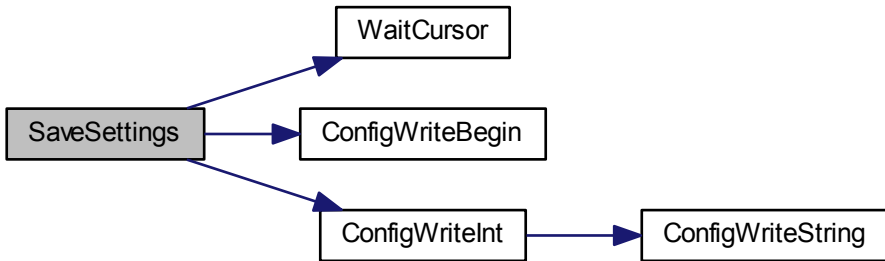 WaitCursor
SaveSettings
ConfigWriteBegin
ConfigWriteInt
ConfigWriteString